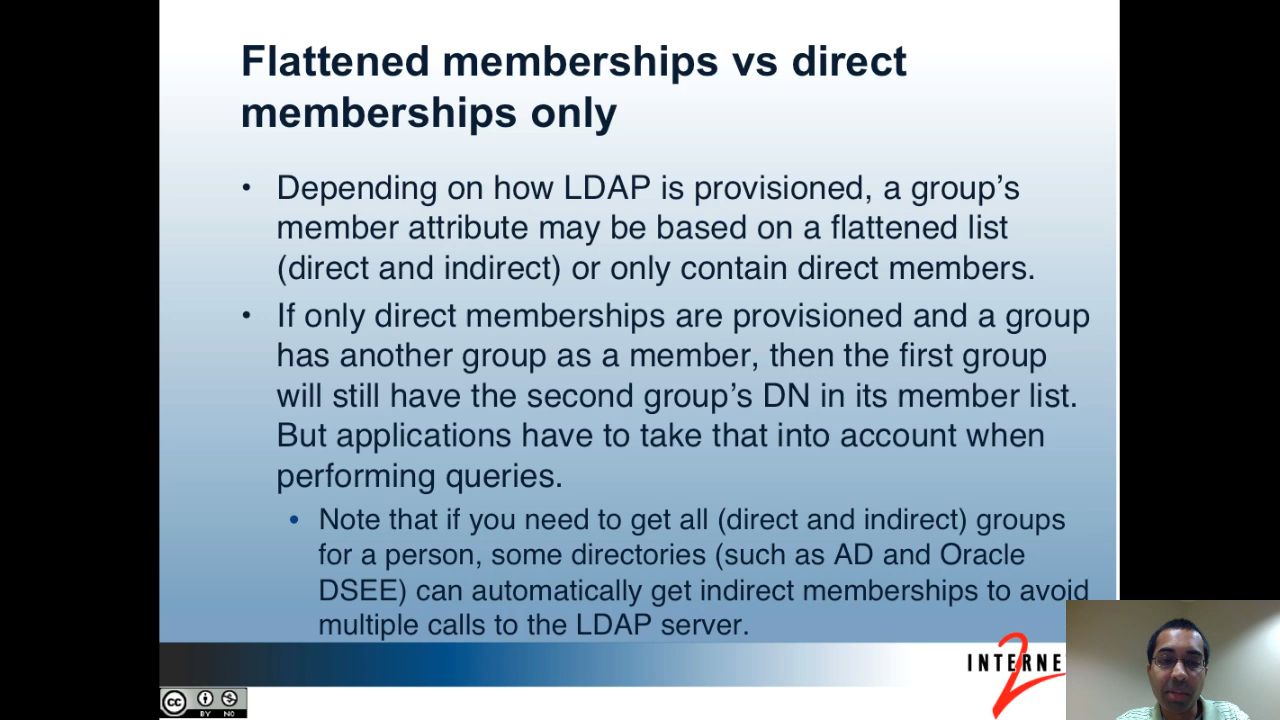 Flattened memberships vs direct
memberships only
• Depending on how LDAP is provisioned, a group’s
member attribute may be based on a flattened list
(direct and indirect) or only contain direct members.
• If only direct memberships are provisioned and a group
has another group as a member, then the first group
will still have the second group’s DN in its member list.
But applications have to take that into account when
performing queries.
• Note that if you need to get all (direct and indirect) groups
for a person, some directories (such as AD and Oracle
DSEE) can automatically get indirect memberships to avoid
multiple calls to the LDAP server.
INTERNE
2
cc
BY NC